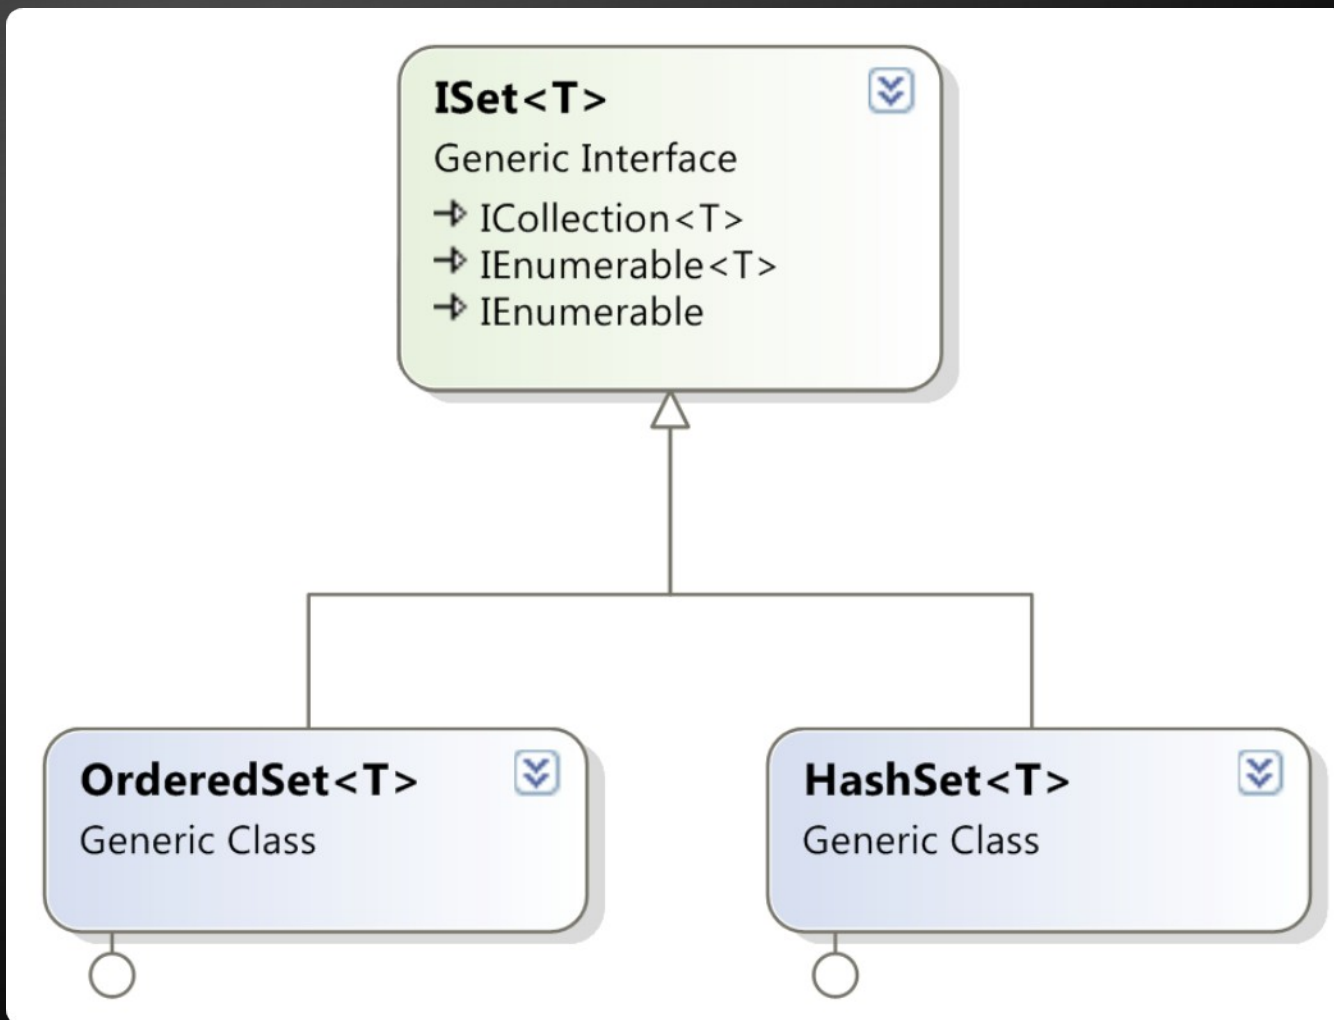 ISet<T>
Generic Interface
ICollection<T>
IEnumerable<T>
IEnumerable
OrderedSet<T>
Generic Class
HashSet<T>
Generic Class